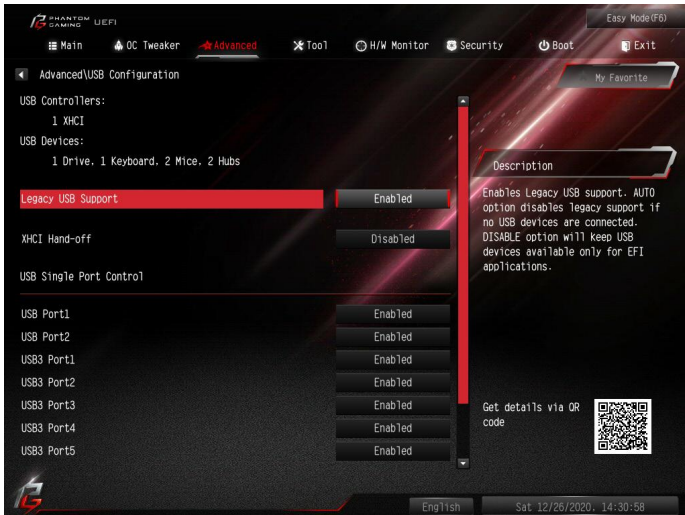 PHANTOM GAMING UEFI
Easy Mode(F6)
Main
OC Tweaker
Advanced
Tool
H/W Monitor
Security
Boot
Exit
Advanced\USB Configuration
My Favorite
USB Controllers:
1 XHCI
USB Devices:
1 Drive, 1 Keyboard, 2 Mice, 2 Hubs
Legacy USB Support Enabled
XHCI Hand-off Disabled
USB Single Port Control
USB Port1 Enabled
USB Port2 Enabled
USB3 Port1 Enabled
USB3 Port2 Enabled
USB3 Port3 Enabled
USB3 Port4 Enabled
USB3 Port5 Enabled
Description
Enables Legacy USB support. AUTO
option disables legacy support if
no USB devices are connected.
DISABLE option will keep USB
devices available only for EFI
applications.
Get details via QR
code
English
Sat 12/26/2020, 14:30:58